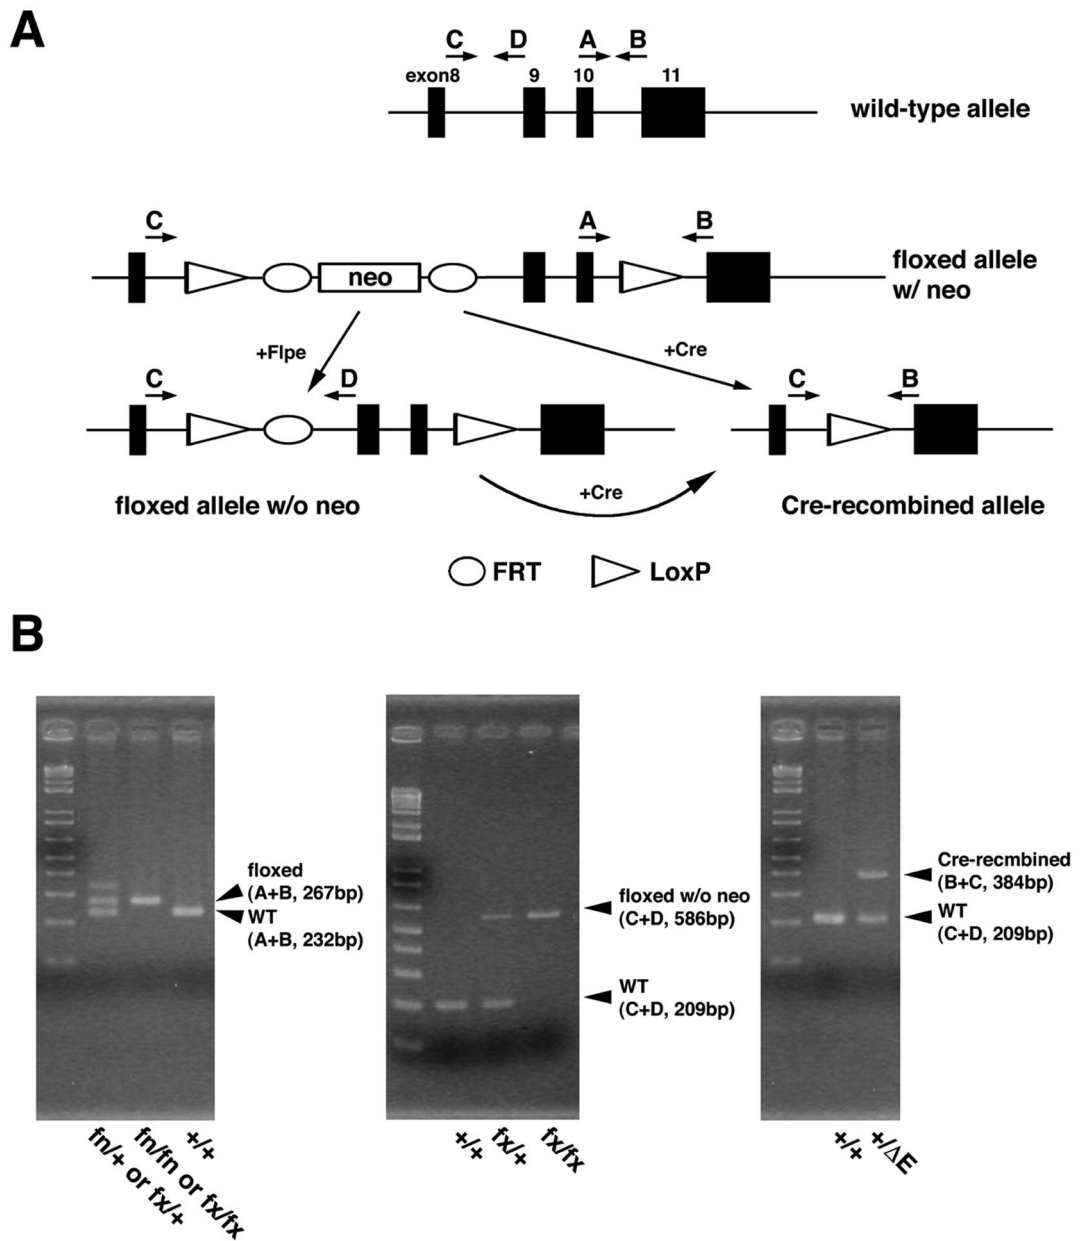 A
C D A B
exon8 9 10 11
wild-type allele
C A B
neo
floxed allele
w/ neo
+Flpe
+Cre
C D C B
+Cre
floxed allele w/o neo
Cre-recombined allele
FRT LoxP
B
floxed
(A+B, 267bp)
WT
(A+B, 232bp)
floxed w/o neo
(C+D, 586bp)
WT
(C+D, 209bp)
Cre-recmbined
(B+C, 384bp)
WT
(C+D, 209bp)
fn/+ or fx/+
fn/fn or fx/fx
+/+
+/+
fx/+
fx/fx
+/+
+/ΔE